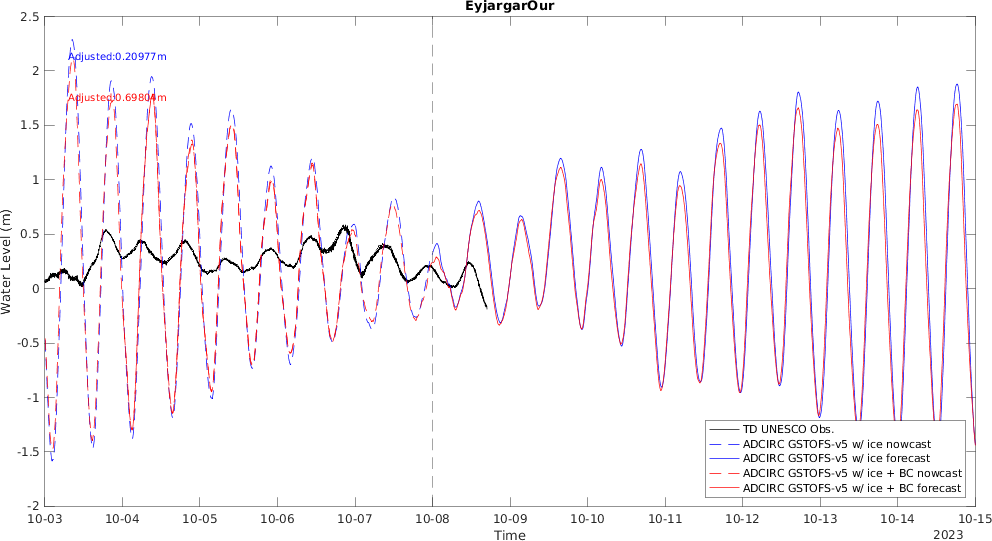 EyjargarOur
2.5
2
1.5
1
0.5
0
-0.5
-1
-1.5
-2
Water Level (m)
Adjusted:0.20977m
Adjusted:0.69804m
TD UNESCO Obs.
ADCIRC GSTOFS-v5 w/ ice nowcast
ADCIRC GSTOFS-v5 w/ ice forecast
ADCIRC GSTOFS-v5 w/ ice + BC nowcast
ADCIRC GSTOFS-v5 w/ ice + BC forecast
10-03 10-04 10-05 10-06 10-07 10-08 10-09 10-10 10-11 10-12 10-13 10-14 10-15
Time
2023